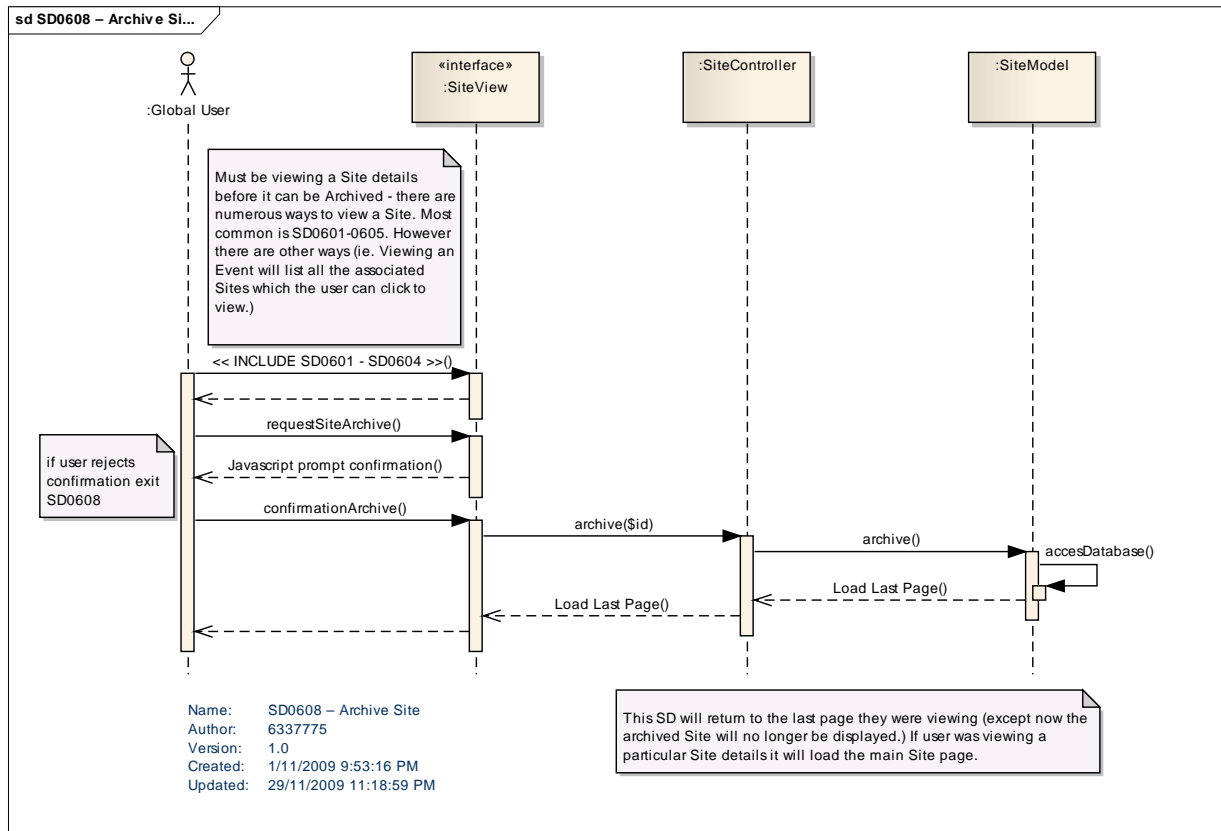 sd SD0608 – Archive Si...
:Global User
«interface»
:SiteView
:SiteController
:SiteModel
Must be viewing a Site details
before it can be Archived - there are
numerous ways to view a Site. Most
common is SD0601-0605. However
there are other ways (ie. Viewing an
Event will list all the associated
Sites which the user can click to
view.)
<< INCLUDE SD0601 - SD0604 >>()
requestSiteArchive()
if user rejects
confirmation exit
SD0608
Javascript prompt confirmation()
confirmationArchive()
archive($id)
archive()
accesDatabase()
Load Last Page()
Load Last Page()
Name: SD0608 – Archive Site
Author: 6337775
Version: 1.0
Created: 1/11/2009 9:53:16 PM
Updated: 29/11/2009 11:18:59 PM
This SD will return to the last page they were viewing (except now the
archived Site will no longer be displayed.) If user was viewing a
particular Site details it will load the main Site page.